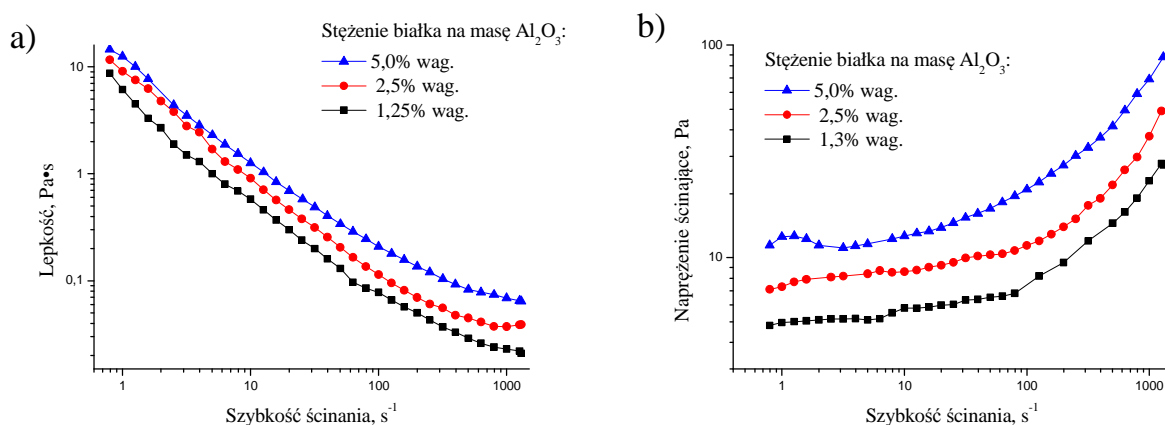 a)
Stężenie białka na masę Al₂O₃:
5,0% wag.
2,5% wag.
1,25% wag.
Lepkość, Pa•s
10
1
0,1
1
10
100
1000
Szybkość ścinania, s⁻¹
b)
Stężenie białka na masę Al₂O₃:
5,0% wag.
2,5% wag.
1,3% wag.
Naprężenie ścinające, Pa
100
10
1
10
100
1000
Szybkość ścinania, s⁻¹